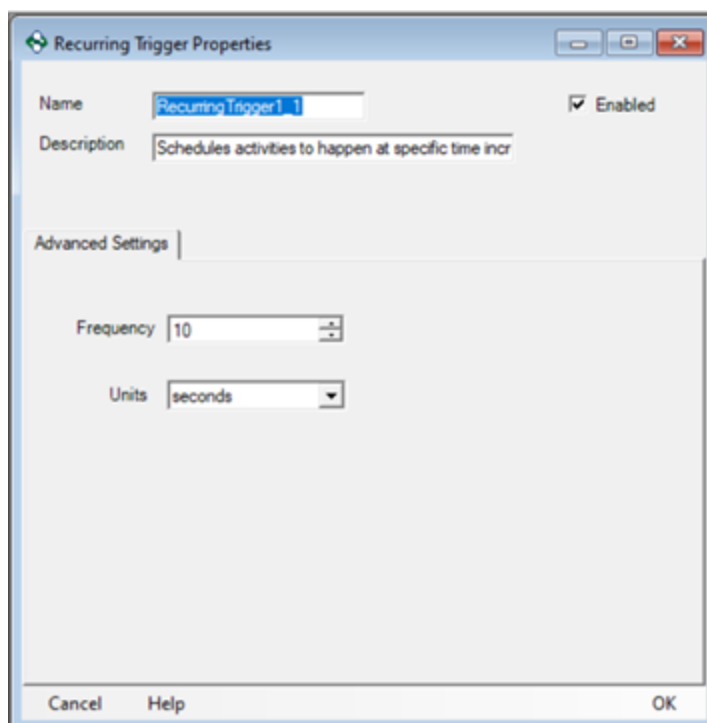 Recurring Trigger Properties
Name RecurringTrigger1_1 Enabled
Description Schedules activities to happen at specific time incr
Advanced Settings
Frequency 10
Units seconds
Cancel Help OK